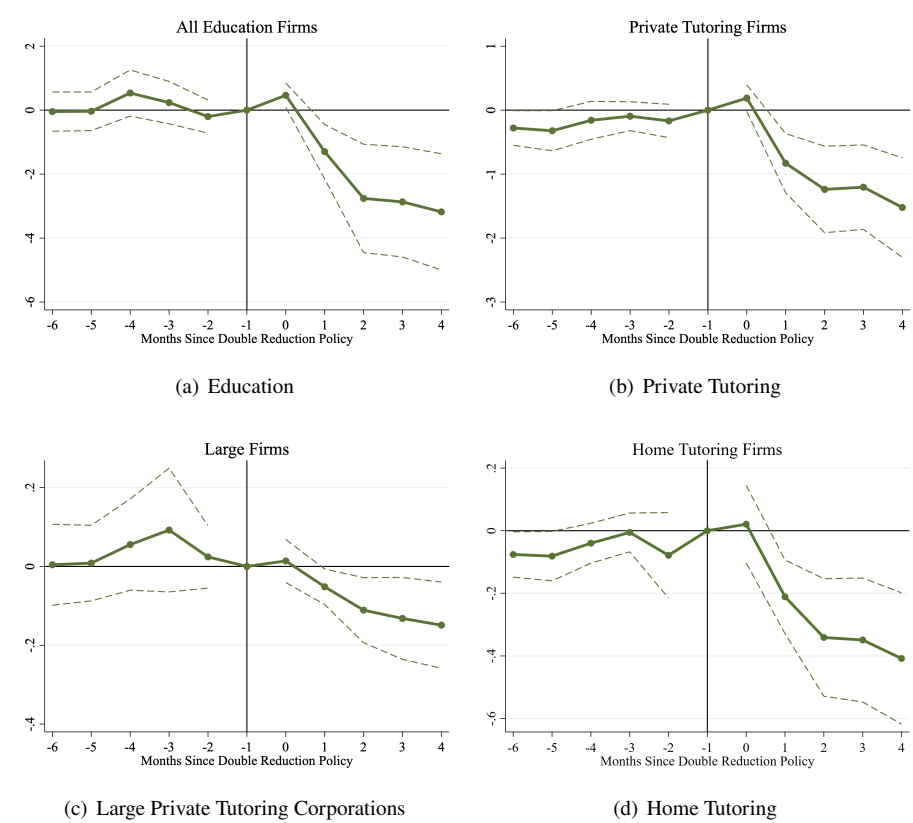 All Education Firms
2
0
-2
-4
-6
-6 -5 -4 -3 -2 -1 0 1 2 3 4
Months Since Double Reduction Policy
(a) Education
Private Tutoring Firms
1
0
-1
-2
-3
-6 -5 -4 -3 -2 -1 0 1 2 3 4
Months Since Double Reduction Policy
(b) Private Tutoring
Large Firms
.2
0
-.2
-.4
-6 -5 -4 -3 -2 -1 0 1 2 3 4
Months Since Double Reduction Policy
(c) Large Private Tutoring Corporations
Home Tutoring Firms
.2
0
-.2
-.4
-.6
-6 -5 -4 -3 -2 -1 0 1 2 3 4
Months Since Double Reduction Policy
(d) Home Tutoring